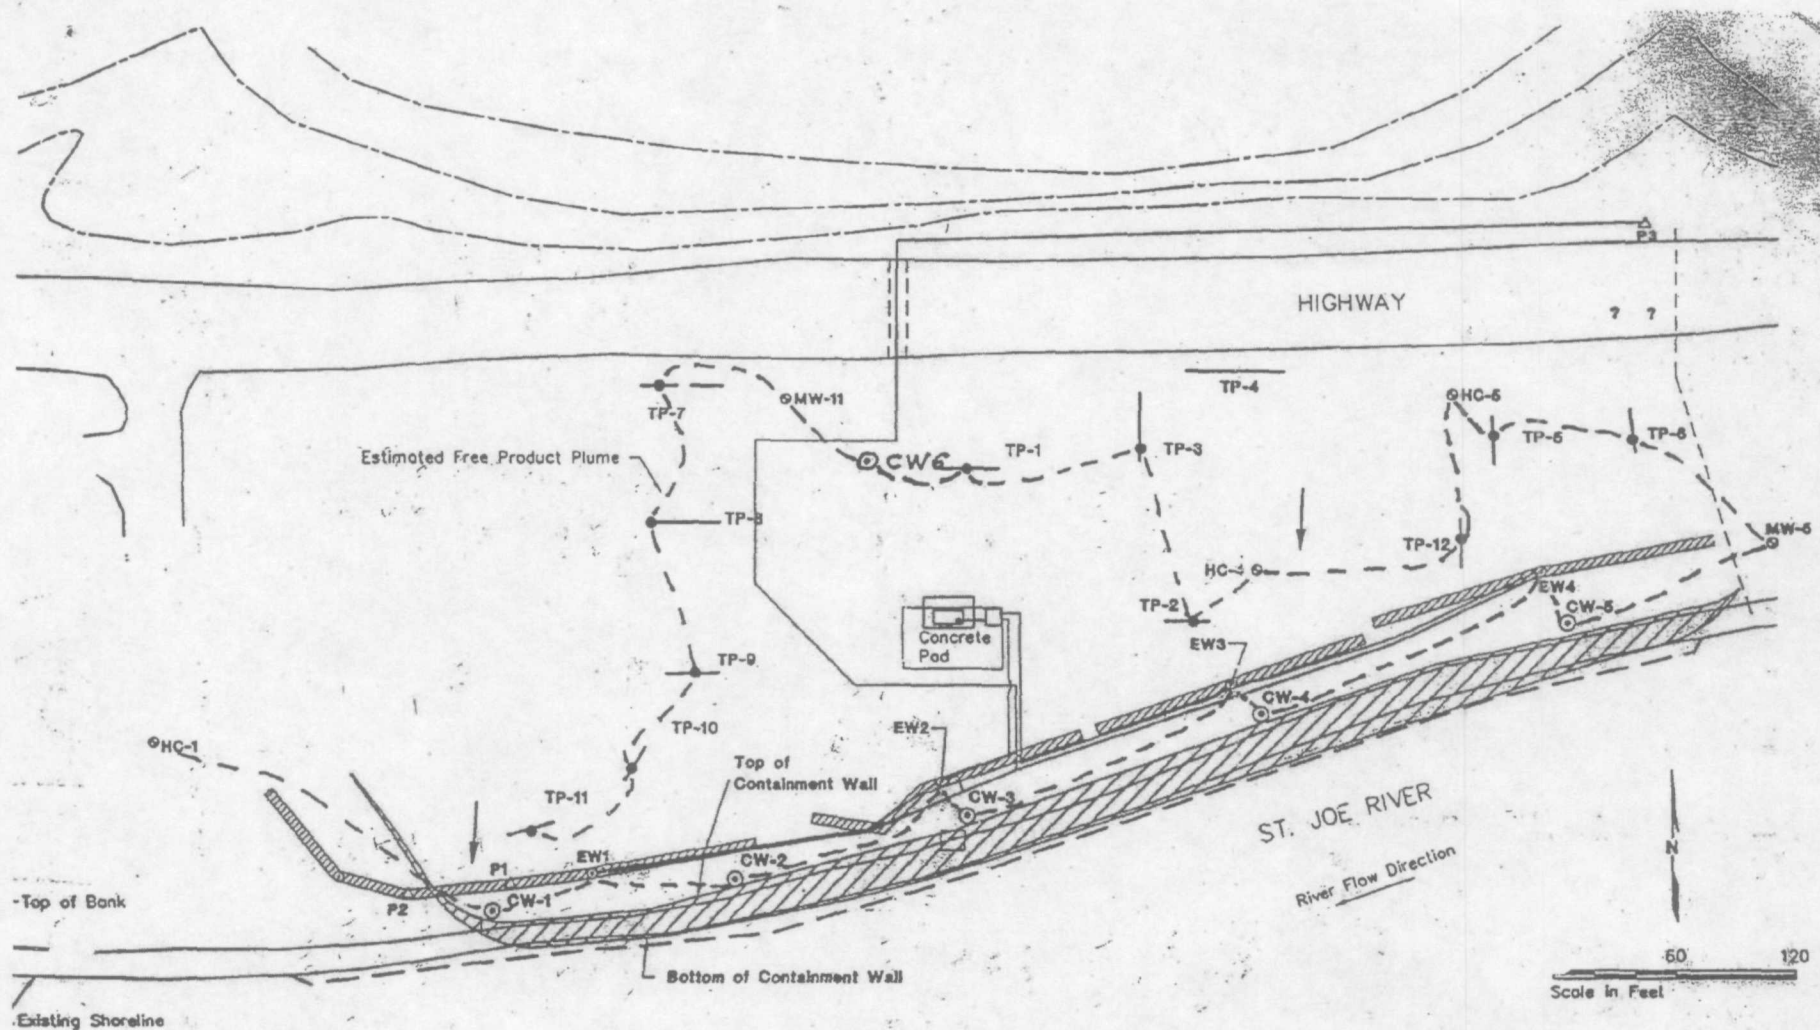 P3
HIGHWAY
? ?
TP-4
TP-7
MW-11
HC-5
TP-5
TP-6
Estimated Free Product Plume
CW6
TP-1
TP-3
TP-8
TP-12
MW-5
HC-4
TP-2
EW4
CW-5
Concrete
Pad
EW3
TP-9
CW-4
TP-10
EW2
HC-1
Top of
Containment Wall
CW-3
TP-11
ST. JOE RIVER
EW1
CW-2
P1
N
River Flow Direction
CW-1
P2
-Top of Bank
60 120
Bottom of Containment Wall
Scale in Feet
Existing Shoreline